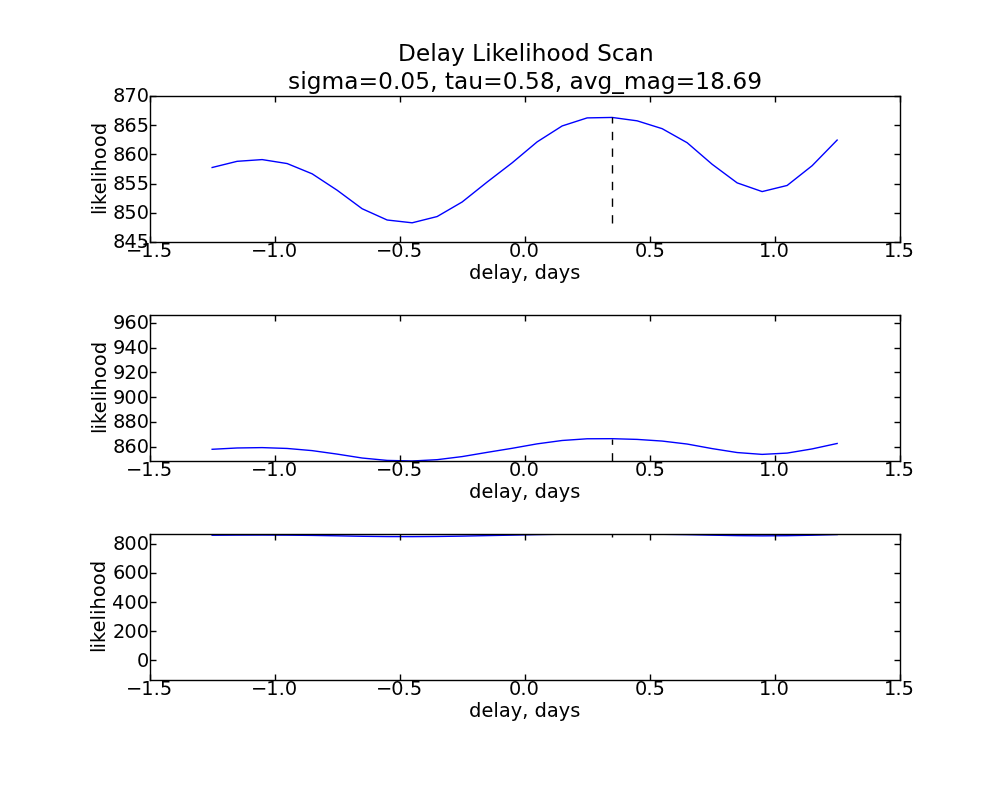 Delay Likelihood Scan
sigma=0.05, tau=0.58, avg_mag=18.69
870
865
860
855
850
845
likelihood
−1.5 −1.0 −0.5 0.0 0.5 1.0 1.5
delay, days
960
940
920
900
880
860
likelihood
−1.5 −1.0 −0.5 0.0 0.5 1.0 1.5
delay, days
800
600
400
200
0
likelihood
−1.5 −1.0 −0.5 0.0 0.5 1.0 1.5
delay, days